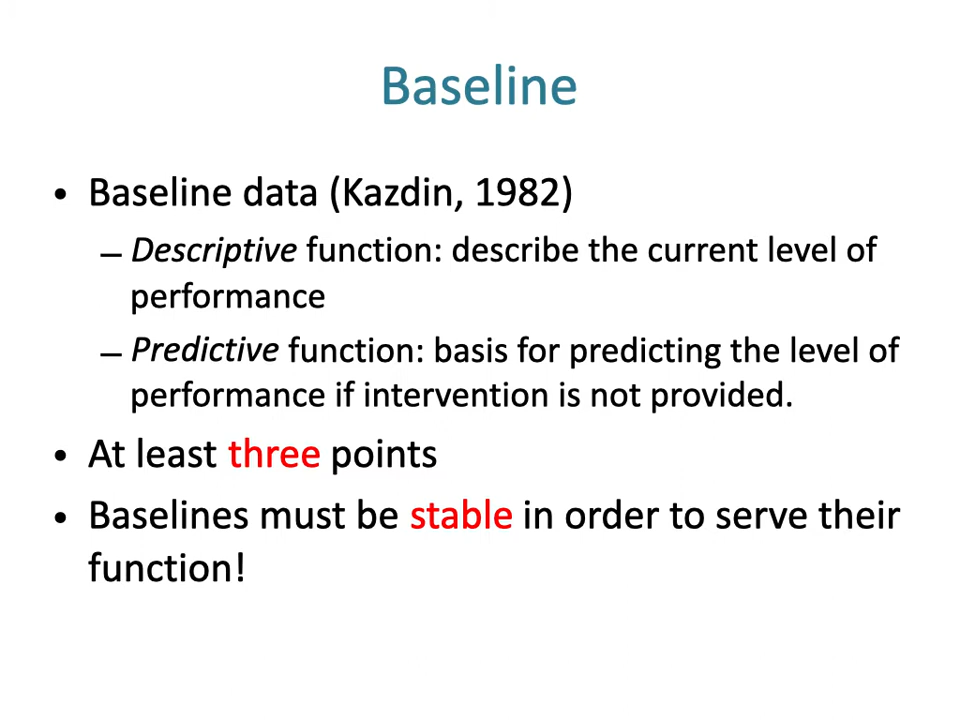 Baseline
• Baseline data (Kazdin, 1982)
– Descriptive function: describe the current level of
performance
– Predictive function: basis for predicting the level of
performance if intervention is not provided.
• At least three points
• Baselines must be stable in order to serve their
function!